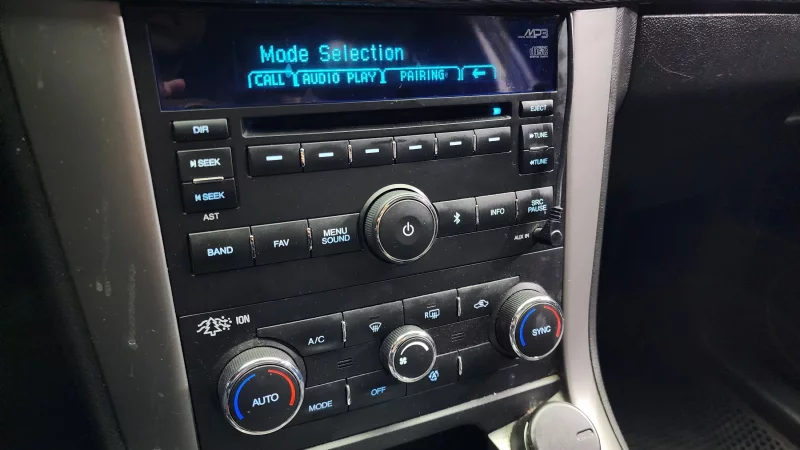 MP3
Mode Selection
CALL AUDIO PLAY PAIRING ←
DIR
EJECT
SEEK
TUNE
SEEK
TUNE
AST
BAND
FAV
MENU
SOUND
INFO
SRC
PAUSE
AUX IN
ION
A/C
R
AUTO
MODE
OFF
SYNC